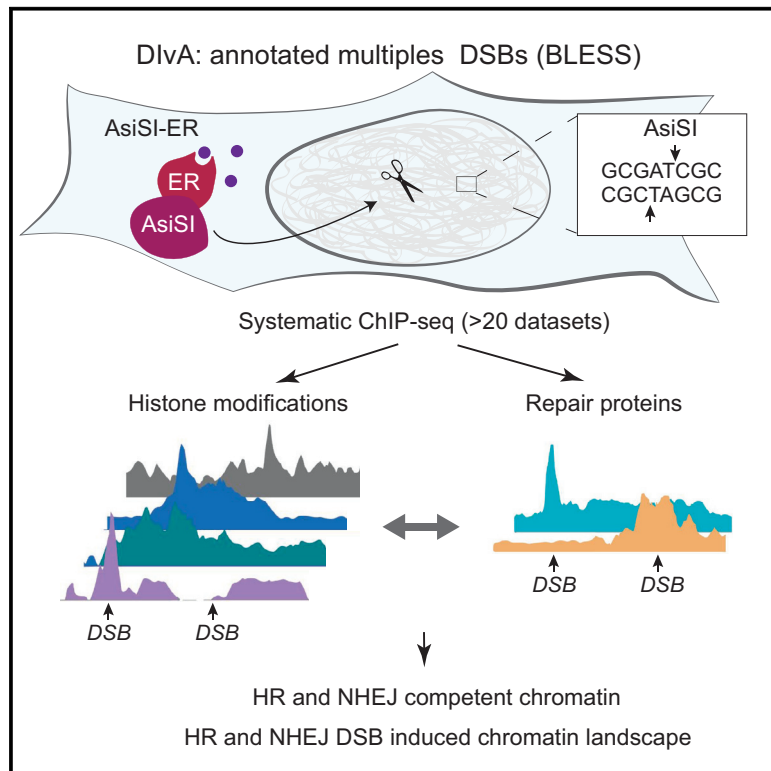 DIvA: annotated multiples DSBs (BLESS)
AsiSI-ER
ER
AsiSI
AsiSI
GCGATCGC
CGCTAGCG
Systematic ChIP-seq (>20 datasets)
Histone modifications
Repair proteins
DSB
DSB
DSB
DSB
HR and NHEJ competent chromatin
HR and NHEJ DSB induced chromatin landscape